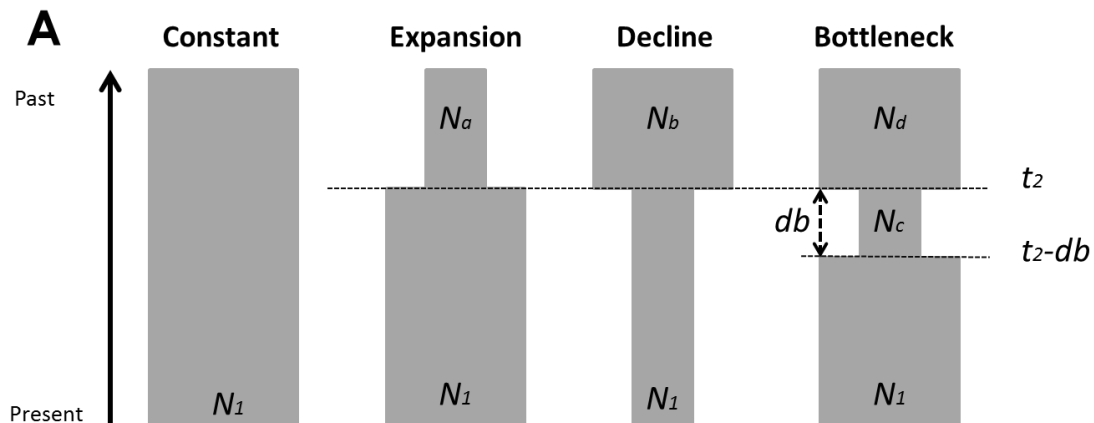 A
Constant Expansion Decline Bottleneck
Past
Na Nb Nd
t2
db Nc
t2-db
Present N1 N1 N1 N1